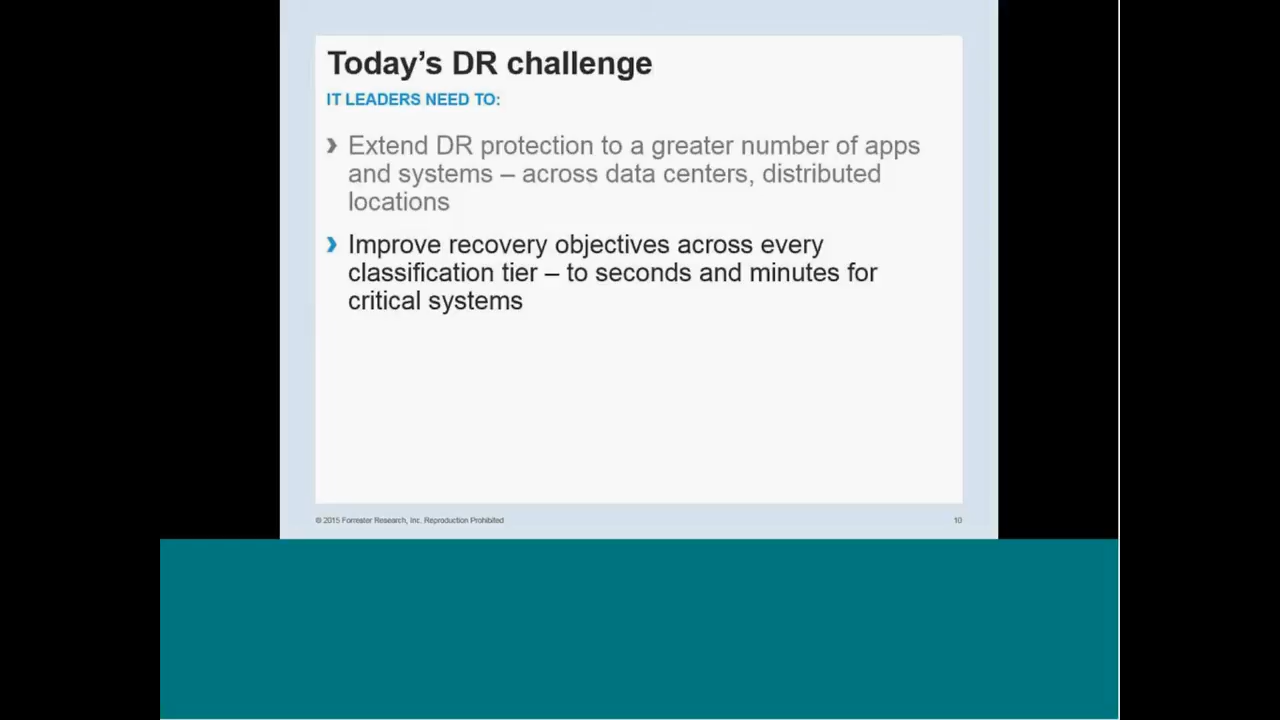 Today’s DR challenge
IT LEADERS NEED TO:
› Extend DR protection to a greater number of apps
and systems – across data centers, distributed
locations
› Improve recovery objectives across every
classification tier – to seconds and minutes for
critical systems
© 2015 Forrester Research, Inc. Reproduction Prohibited
10